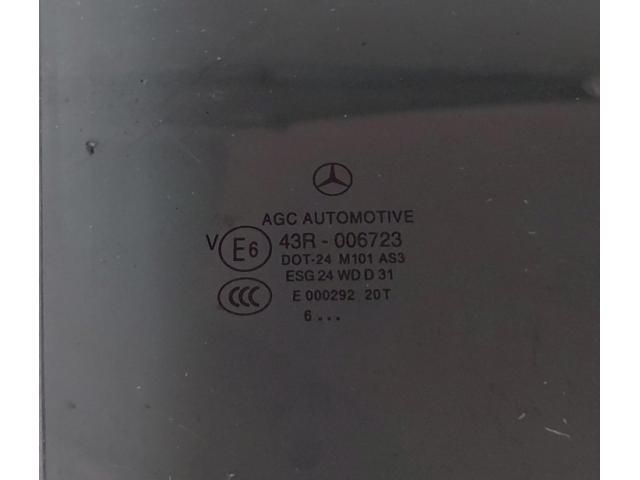 AGC AUTOMOTIVE
V E6 43R - 006723
DOT-24 M101 AS3
ESG 24 WD D 31
CCC E 000292 20T
6 ...